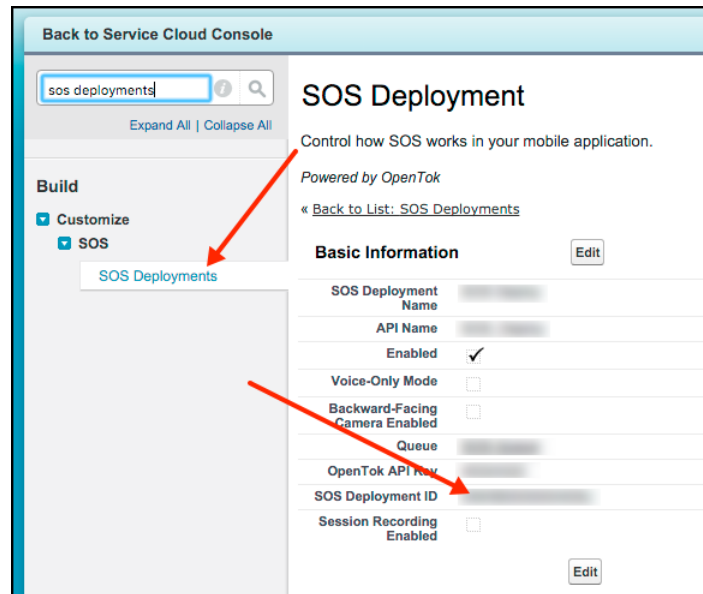 Back to Service Cloud Console
sos deployments
Expand All | Collapse All
Build
Customize
SOS
SOS Deployments
SOS Deployment
Control how SOS works in your mobile application.
Powered by OpenTok
« Back to List: SOS Deployments
Basic Information
Edit
SOS Deployment
Name
API Name
Enabled
Voice-Only Mode
Backward-Facing
Camera Enabled
Queue
OpenTok API Key
SOS Deployment ID
Session Recording
Enabled
Edit